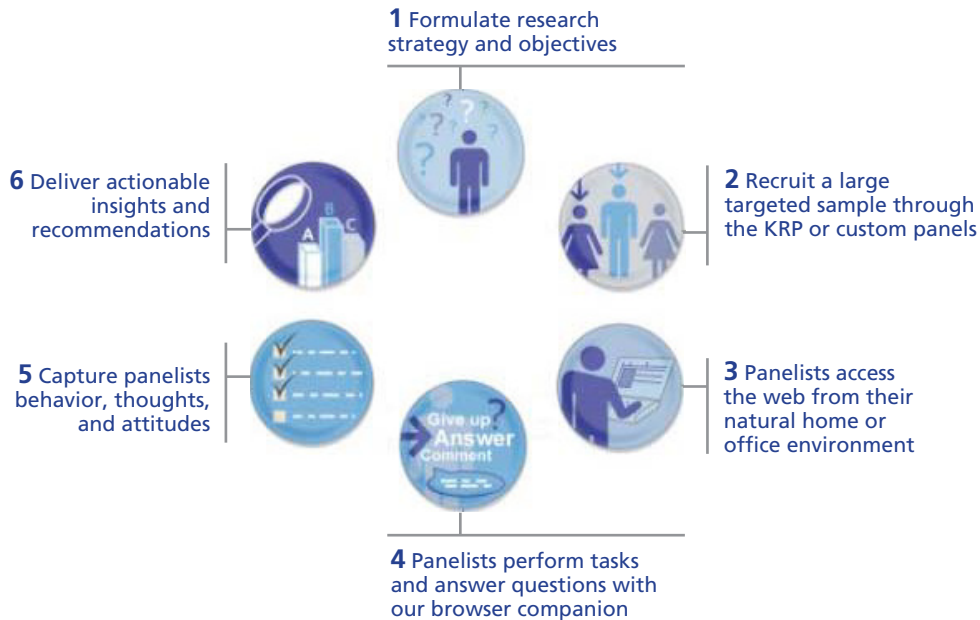 1 Formulate research
strategy and objectives
2 Recruit a large
targeted sample through
the KRP or custom panels
3 Panelists access
the web from their
natural home or
office environment
4 Panelists perform tasks
and answer questions with
our browser companion
5 Capture panelists
behavior, thoughts,
and attitudes
6 Deliver actionable
insights and
recommendations
? ? ? ? ? ? ?
A
B
C
Give up
?
Answer
Comment